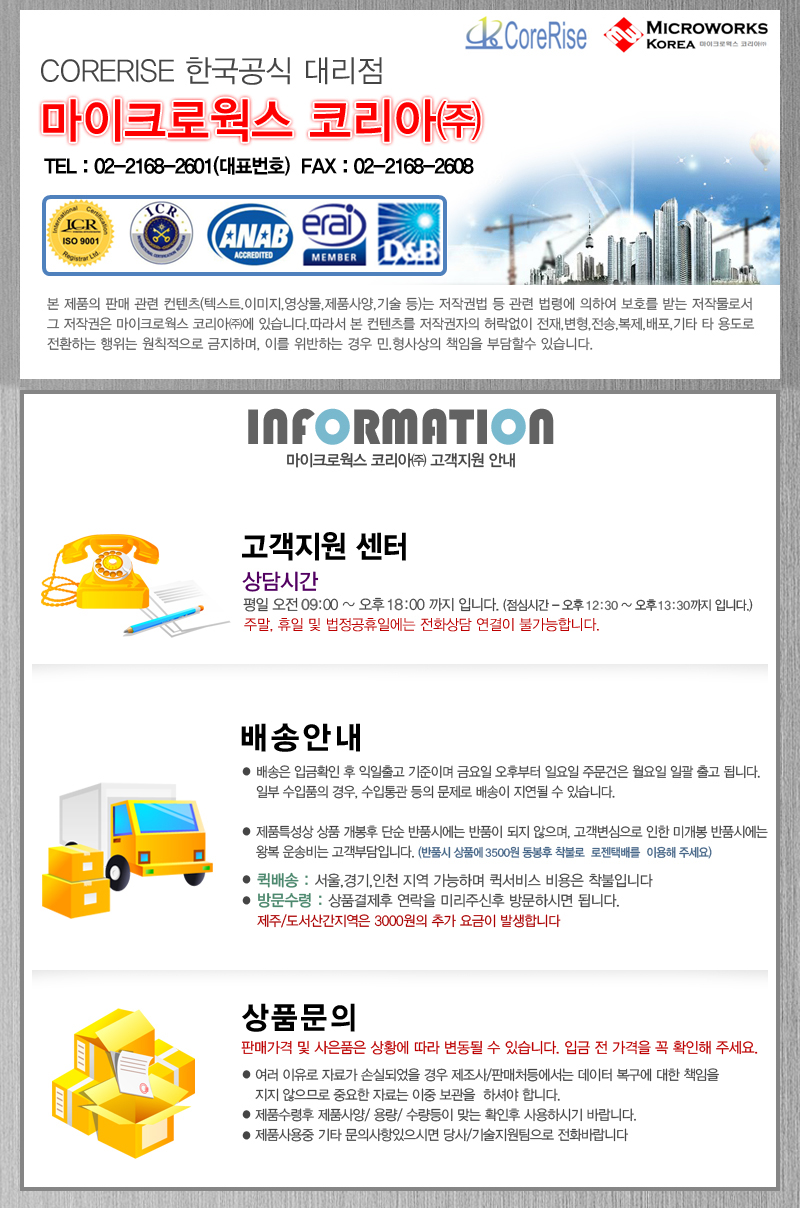 CoreRise
MICROWORKS
KOREA 마이크로웍스 코리아㈜
CORERISE 한국공식 대리점
마이크로웍스 코리아㈜
TEL : 02-2168-2601(대표번호) FAX : 02-2168-2608
International Certification
ICR
ISO 9001
Registrar Ltd.
ICR
ANAB
ACCREDITED
erai
MEMBER
D&B
본 제품의 판매 관련 컨텐츠(텍스트,이미지,영상물,제품사양,기술 등)는 저작권법 등 관련 법령에 의하여 보호를 받는 저작물로서
그 저작권은 마이크로웍스 코리아㈜에 있습니다.따라서 본 컨텐츠를 저작권자의 허락없이 전재,변형,전송,복제,배포,기타 타 용도로
전환하는 행위는 원칙적으로 금지하며, 이를 위반하는 경우 민.형사상의 책임을 부담할수 있습니다.
INFORMATION
마이크로웍스 코리아㈜ 고객지원 안내
고객지원 센터
상담시간
평일 오전 09:00 ~ 오후 18:00 까지 입니다. (점심시간 - 오후 12:30 ~ 오후 13:30까지 입니다.)
주말, 휴일 및 법정공휴일에는 전화상담 연결이 불가능합니다.
배송안내
● 배송은 입금확인 후 익일출고 기준이며 금요일 오후부터 일요일 주문건은 월요일 일괄 출고 됩니다.
일부 수입품의 경우, 수입통관 등의 문제로 배송이 지연될 수 있습니다.
● 제품특성상 상품 개봉후 단순 반품시에는 반품이 되지 않으며, 고객변심으로 인한 미개봉 반품시에는
왕복 운송비는 고객부담입니다. (반품시 상품에 3500원 동봉후 착불로 로젠택배를 이용해 주세요)
● 퀵배송 : 서울,경기,인천 지역 가능하며 퀵서비스 비용은 착불입니다
● 방문수령 : 상품결제후 연락을 미리주신후 방문하시면 됩니다.
제주/도서산간지역은 3000원의 추가 요금이 발생합니다
상품문의
판매가격 및 사은품은 상황에 따라 변동될 수 있습니다. 입금 전 가격을 꼭 확인해 주세요.
● 여러 이유로 자료가 손실되었을 경우 제조사/판매처등에서는 데이터 복구에 대한 책임을
지지 않으므로 중요한 자료는 이중 보관을 하셔야 합니다.
● 제품수령후 제품사양/ 용량/ 수량등이 맞는 확인후 사용하시기 바랍니다.
● 제품사용중 기타 문의사항있으시면 당사/기술지원팀으로 전화바랍니다